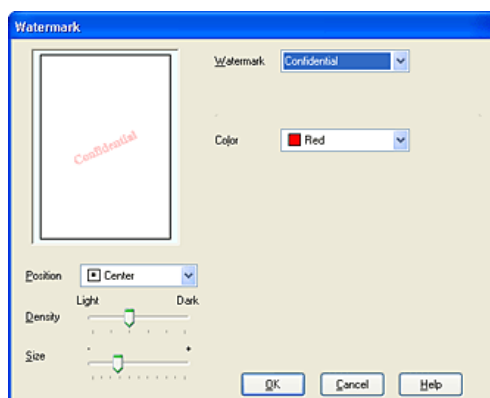 Watermark
Watermark Confidential
Confidential
Color Red
Position Center
Light Dark
Density
- +
Size
OK Cancel Help